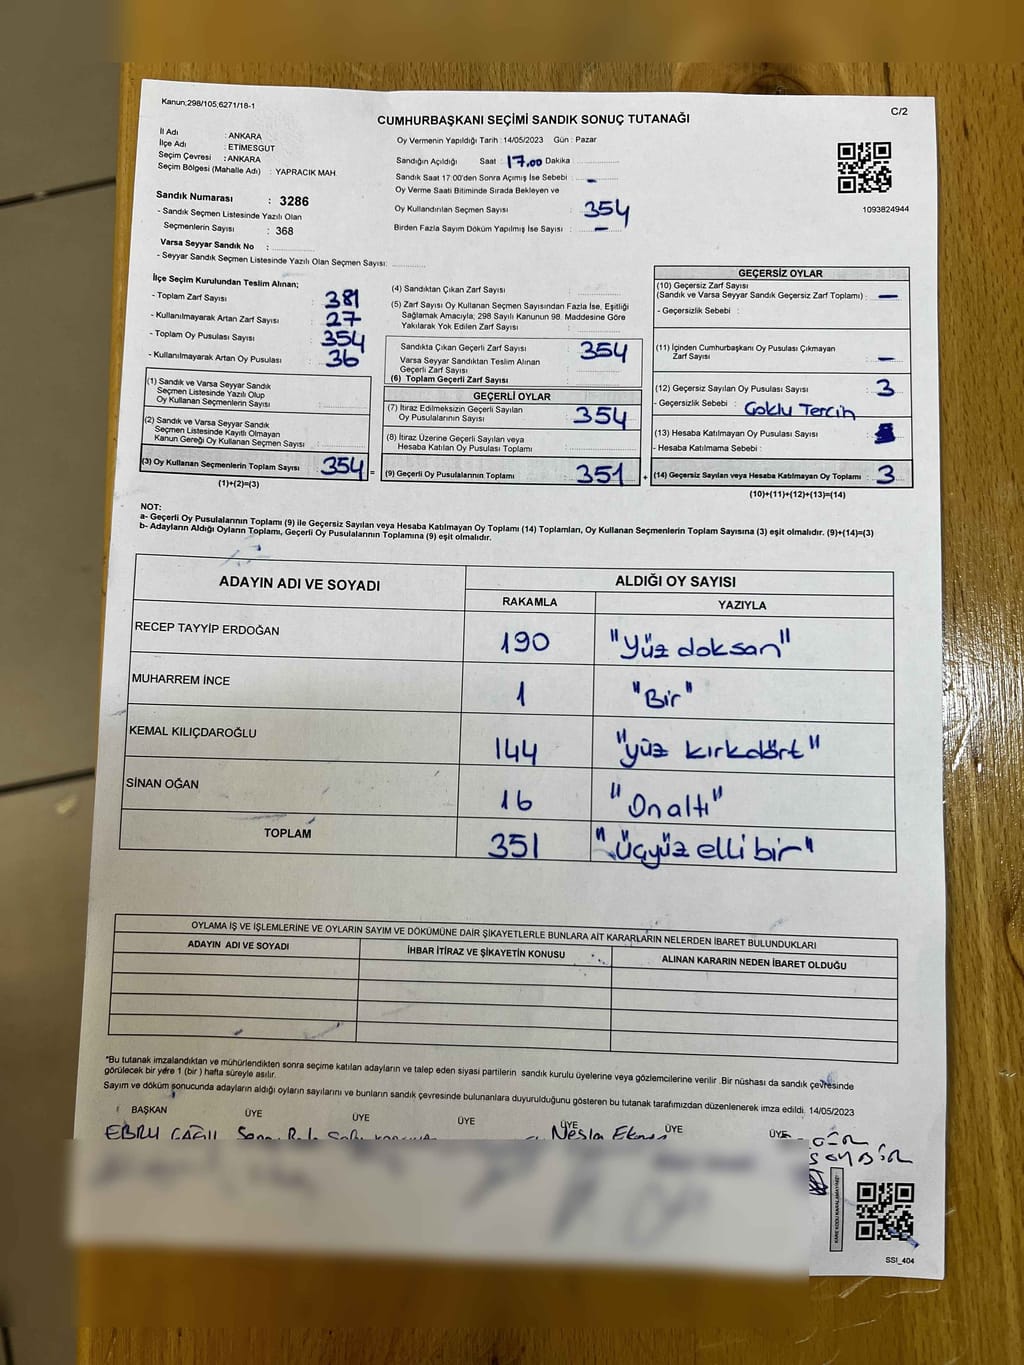 Kanun;298/105;6271/18-1
C/2
CUMHURBAŞKANI SEÇİMİ SANDIK SONUÇ TUTANAĞI
İl Adı : ANKARA
İlçe Adı : ETİMESGUT
Seçim Çevresi : ANKARA
Seçim Bölgesi (Mahalle Adı) : YAPRACIK MAH.
Sandık Numarası : 3286
- Sandık Seçmen Listesinde Yazılı Olan
Seçmenlerin Sayısı : 368
Varsa Seyyar Sandık No :
- Seyyar Sandık Seçmen Listesinde Yazılı Olan Seçmen Sayısı:
Oy Vermenin Yapıldığı Tarih : 14/05/2023 Gün : Pazar
Sandığın Açıldığı Saat : 17.00 Dakika :
Sandık Saat 17:00'den Sonra Açımış İse Sebebi : -
Oy Verme Saati Bitiminde Sırada Bekleyen ve
Oy Kullandırılan Seçmen Sayısı : 354
Birden Fazla Sayım Döküm Yapılmış İse Sayısı : -
1093824944
İlçe Seçim Kurulundan Teslim Alınan;
- Toplam Zarf Sayısı : 381
- Kullanılmayarak Artan Zarf Sayısı : 27
- Toplam Oy Pusulası Sayısı : 354
- Kullanılmayarak Artan Oy Pusulası : 36
(1) Sandık ve Varsa Seyyar Sandık
Seçmen Listesinde Yazılı Olup
Oy Kullanan Seçmenlerin Sayısı :
(2) Sandık ve Varsa Seyyar Sandık
Seçmen Listesinde Kayıtlı Olmayan
Kanun Gereği Oy Kullanan Seçmen Sayısı :
(3) Oy Kullanan Seçmenlerin Toplam Sayısı : 354 =
(1)+(2)=(3)
(4) Sandıktan Çıkan Zarf Sayısı :
(5) Zarf Sayısı Oy Kullanan Seçmen Sayısından Fazla İse, Eşitliği
Sağlamak Amacıyla; 298 Sayılı Kanunun 98. Maddesine Göre
Yakılarak Yok Edilen Zarf Sayısı :
Sandıkta Çıkan Geçerli Zarf Sayısı : 354
Varsa Seyyar Sandıktan Teslim Alınan
Geçerli Zarf Sayısı :
(6) Toplam Geçerli Zarf Sayısı :
GEÇERLİ OYLAR
(7) İtiraz Edilmeksizin Geçerli Sayılan
Oy Pusulalarının Sayısı : 354
(8) İtiraz Üzerine Geçerli Sayılan veya
Hesaba Katılan Oy Pusulası Toplamı :
(9) Geçerli Oy Pusulalarının Toplamı : 351 +
GEÇERSİZ OYLAR
(10) Geçersiz Zarf Sayısı
(Sandık ve Varsa Seyyar Sandık Geçersiz Zarf Toplamı) : -
- Geçersizlik Sebebi :
(11) İçinden Cumhurbaşkanı Oy Pusulası Çıkmayan
Zarf Sayısı : -
(12) Geçersiz Sayılan Oy Pusulası Sayısı : 3
- Geçersizlik Sebebi : Çoklu Tercih
(13) Hesaba Katılmayan Oy Pusulası Sayısı :
- Hesaba Katılmama Sebebi :
(14) Geçersiz Sayılan veya Hesaba Katılmayan Oy Toplamı : 3
(10)+(11)+(12)+(13)=(14)
NOT:
a- Geçerli Oy Pusulalarının Toplamı (9) ile Geçersiz Sayılan veya Hesaba Katılmayan Oy Toplamı (14) Toplamları, Oy Kullanan Seçmenlerin Toplam Sayısına (3) eşit olmalıdır. (9)+(14)=(3)
b- Adayların Aldığı Oyların Toplamı, Geçerli Oy Pusulalarının Toplamına (9) eşit olmalıdır.
ADAYIN ADI VE SOYADI
ALDIĞI OY SAYISI
RAKAMLA YAZIYLA
RECEP TAYYİP ERDOĞAN 190 "Yüz doksan"
MUHARREM İNCE 1 "Bir"
KEMAL KILIÇDAROĞLU 144 "yüz kırkdört"
SİNAN OĞAN 16 "Onaltı"
TOPLAM 351 "üçyüz elli bir"
OYLAMA İŞ VE İŞLEMLERİNE VE OYLARIN SAYIM VE DÖKÜMÜNE DAİR ŞİKAYETLERLE BUNLARA AİT KARARLARIN NELERDEN İBARET BULUNDUKLARI
ADAYIN ADI VE SOYADI İHBAR İTİRAZ VE ŞİKAYETİN KONUSU ALINAN KARARIN NEDEN İBARET OLDUĞU
*Bu tutanak imzalandıktan ve mühürlendikten sonra seçime katılan adayların ve talep eden siyasi partilerin sandık kurulu üyelerine veya gözlemcilerine verilir .Bir nüshası da sandık çevresinde
görülecek bir yere 1 (bir ) hafta süreyle asılır.
Sayım ve döküm sonucunda adayların aldığı oyların sayılarını ve bunların sandık çevresinde bulunanlara duyurulduğunu gösteren bu tutanak tarafımızdan düzenlenerek imza edildi. 14/05/2023
BAŞKAN ÜYE ÜYE ÜYE ÜYE ÜYE ÜYE
EBRU
SSI_404